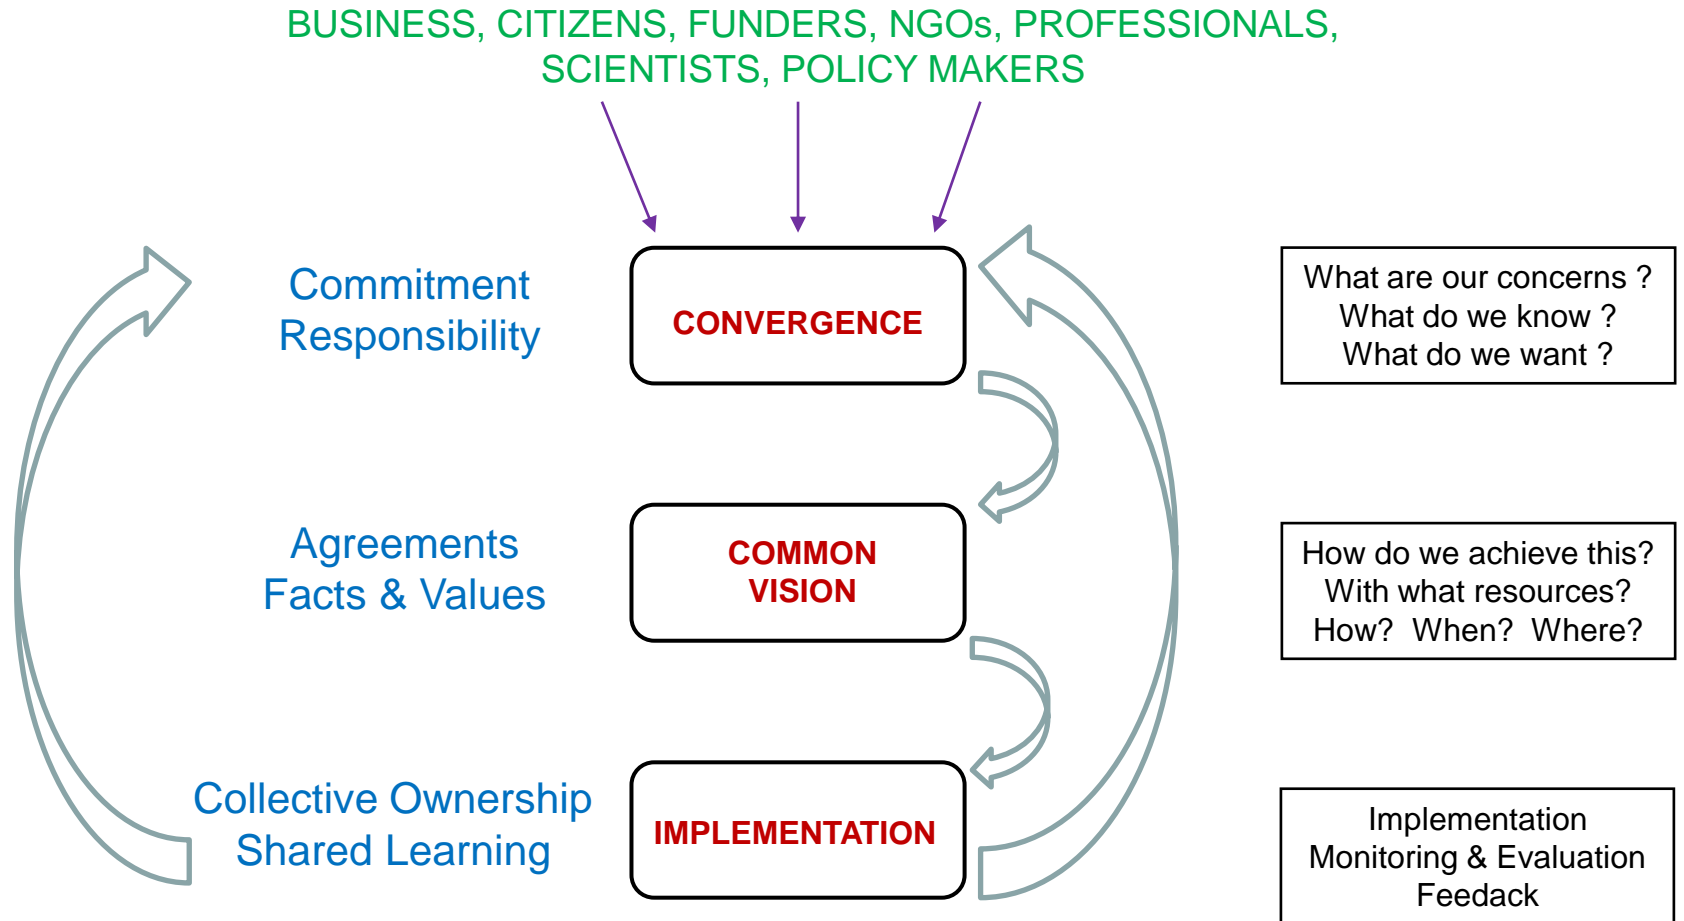 BUSINESS, CITIZENS, FUNDERS, NGOs, PROFESSIONALS,
SCIENTISTS, POLICY MAKERS
Commitment
Responsibility
CONVERGENCE
What are our concerns ?
What do we know ?
What do we want ?
Agreements
Facts & Values
COMMON
VISION
How do we achieve this?
With what resources?
How? When? Where?
Collective Ownership
Shared Learning
IMPLEMENTATION
Implementation
Monitoring & Evaluation
Feedack